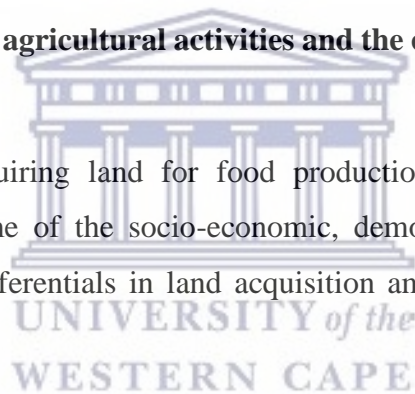 agricultural activities and the
uiring land for food production
ne of the socio-economic, demo
ferentials in land acquisition an
UNIVERSITY of the
WESTERN CAPE